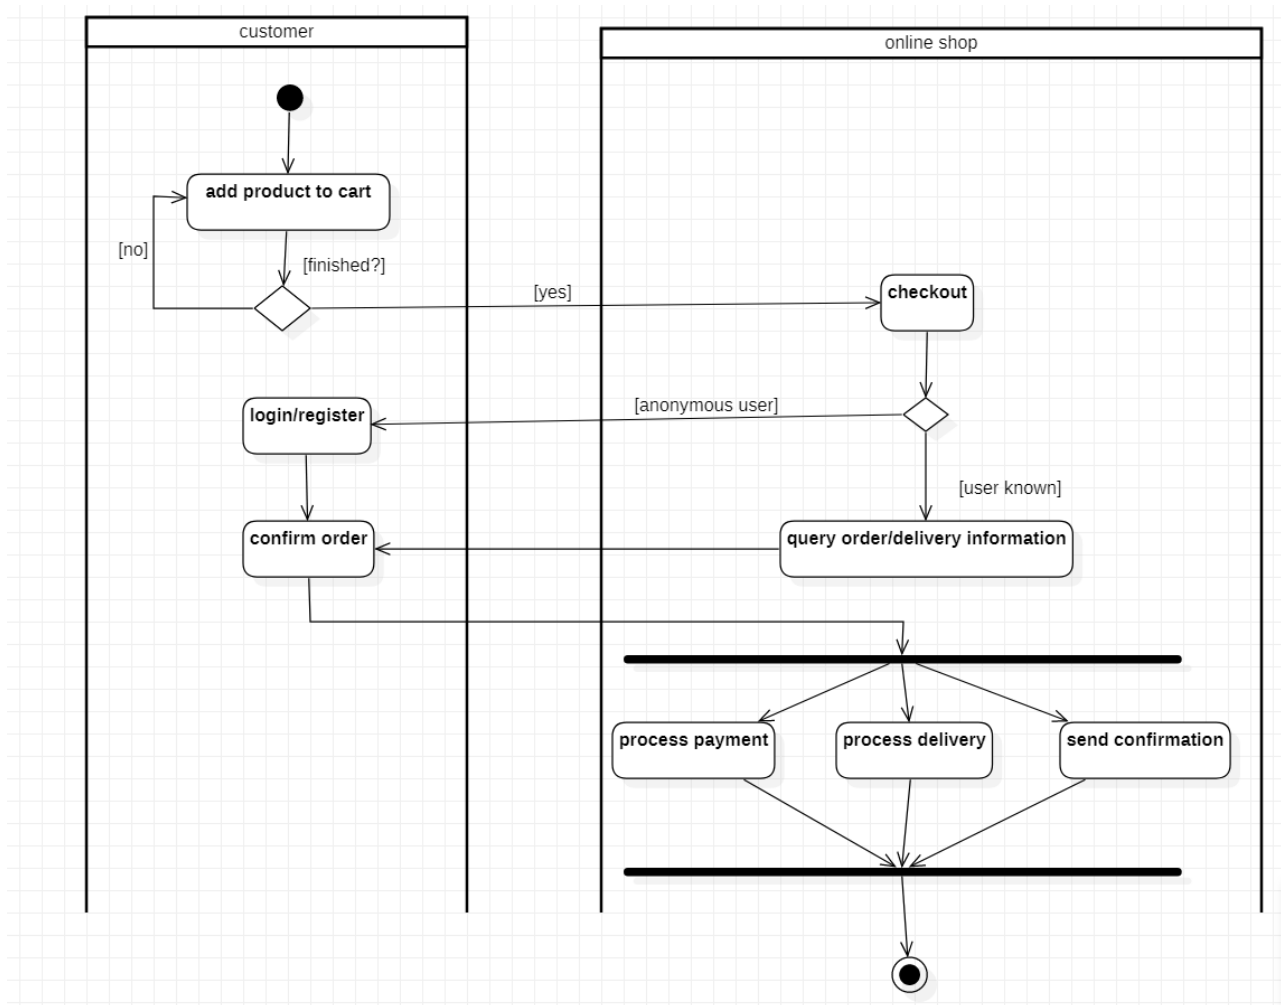 customer
online shop
add product to cart
[no]
[finished?]
[yes]
checkout
[anonymous user]
login/register
[user known]
confirm order
query order/delivery information
process payment
process delivery
send confirmation